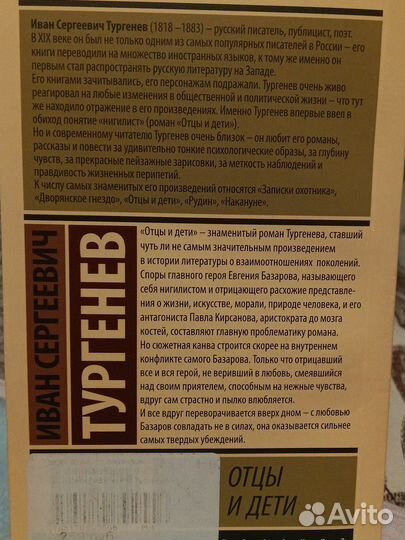 Иван Сергеевич Тургенев (1818 –1883) – русский писатель, публицист, поэт.
В XIX веке он был не только одним из самых популярных писателей в России – его
книги переводили на множество иностранных языков, к тому же именно он
первым стал распространять русскую литературу на Западе.
Его книгами зачитывались, его персонажам подражали. Тургенев очень живо
реагировал на любые изменения в общественной и политической жизни – что тут
же находило отражение в его произведениях. Именно Тургенев впервые ввел в
обиход понятие «нигилист» (роман «Отцы и дети»).
Но и современному читателю Тургенев очень близок – он любит его романы,
рассказы и повести за удивительно тонкие психологические образы, за глубину
чувств, за прекрасные пейзажные зарисовки, за меткость наблюдений и
правдивость жизненных перипетий.
К числу самых знаменитых его произведений относятся «Записки охотника»,
«Дворянское гнездо», «Отцы и дети», «Рудин», «Накануне».
ИВАН СЕРГЕЕВИЧ
ТУРГЕНЕВ
«Отцы и дети» – знаменитый роман Тургенева, ставший
чуть ли не самым значительным произведением
в истории литературы о взаимоотношениях поколений.
Споры главного героя Евгения Базарова, называющего
себя нигилистом и отрицающего расхожие представле-
ния о жизни, искусстве, морали, природе человека, и его
антагониста Павла Кирсанова, аристократа до мозга
костей, составляют главную проблематику романа.
Но сюжетная канва строится скорее на внутреннем
конфликте самого Базарова. Только что отрицавший
все и вся герой, не веривший в любовь, смеявшийся
над своим приятелем, способным на нежные чувства,
вдруг сам страстно и пылко влюбляется.
И все вдруг переворачивается вверх дном – с любовью
Базаров совладать не в силах, она оказывается сильнее
самых твердых убеждений.
ОТЦЫ
И ДЕТИ
Avito